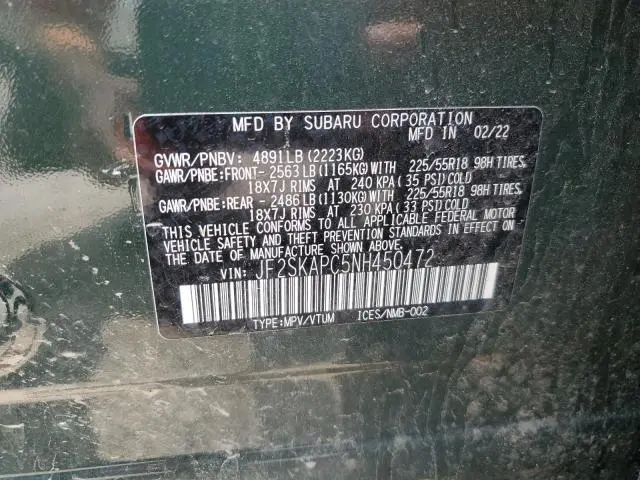 MFD BY SUBARU CORPORATION
MFD IN 02/22
GVWR/PNBV: 4891LB (2223KG)
GAWR/PNBE:FRONT- 2563LB (1165KG)WITH 225/55R18 98H TIRES,
18X7J RIMS AT 240 KPA (35 PSI) COLD
GAWR/PNBE:REAR - 2486LB (1130KG)WITH 225/55R18 98H TIRES,
18X7J RIMS AT 230 KPA (33 PSI) COLD
THIS VEHICLE CONFORMS TO ALL APPLICABLE FEDERAL MOTOR
VEHICLE SAFETY AND THEFT PREVENTION STANDARDS IN EFFECT ON
THE DATE OF MANUFACTURE SHOWN ABOVE.
VIN: JF2SKAPC5NH450472
TYPE:MPV/VTUM ICES/NMB-002